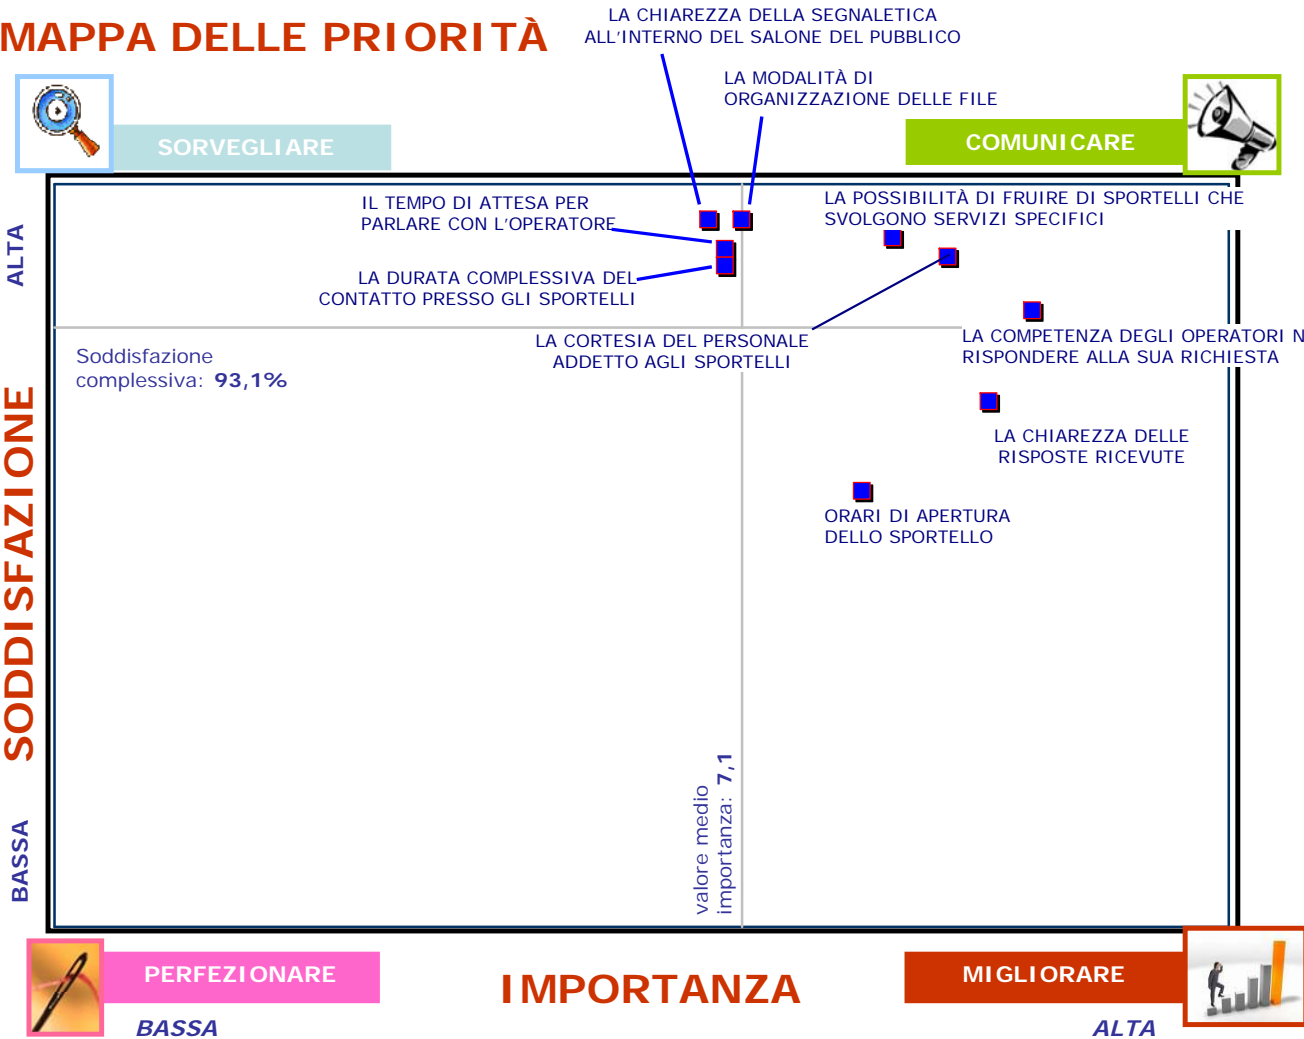 MAPPA DELLE PRIORITÀ
LA CHIAREZZA DELLA SEGNALETICA
ALL'INTERNO DEL SALONE DEL PUBBLICO
LA MODALITÀ DI
ORGANIZZAZIONE DELLE FILE
SORVEGLIARE
COMUNICARE
ALTA
IL TEMPO DI ATTESA PER
PARLARE CON L'OPERATORE
LA POSSIBILITÀ DI FRUIRE DI SPORTELLI CHE
SVOLGONO SERVIZI SPECIFICI
LA DURATA COMPLESSIVA DEL
CONTATTO PRESSO GLI SPORTELLI
LA CORTESIA DEL PERSONALE
ADDETTO AGLI SPORTELLI
LA COMPETENZA DEGLI OPERATORI N
RISPONDERE ALLA SUA RICHIESTA
Soddisfazione
complessiva: 93,1%
SODDISFAZIONE
LA CHIAREZZA DELLE
RISPOSTE RICEVUTE
ORARI DI APERTURA
DELLO SPORTELLO
valore medio
importanza: 7,1
BASSA
PERFEZIONARE
IMPORTANZA
MIGLIORARE
BASSA
ALTA